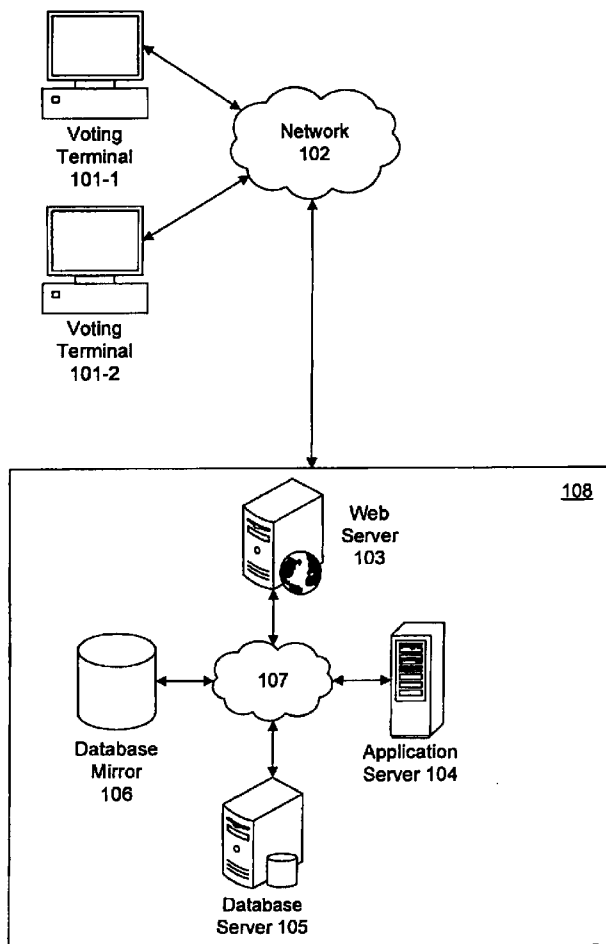 Voting
Terminal
101-1
Network
102
Voting
Terminal
101-2
108
Web
Server
103
107
Database
Mirror
106
Application
Server 104
Database
Server 105